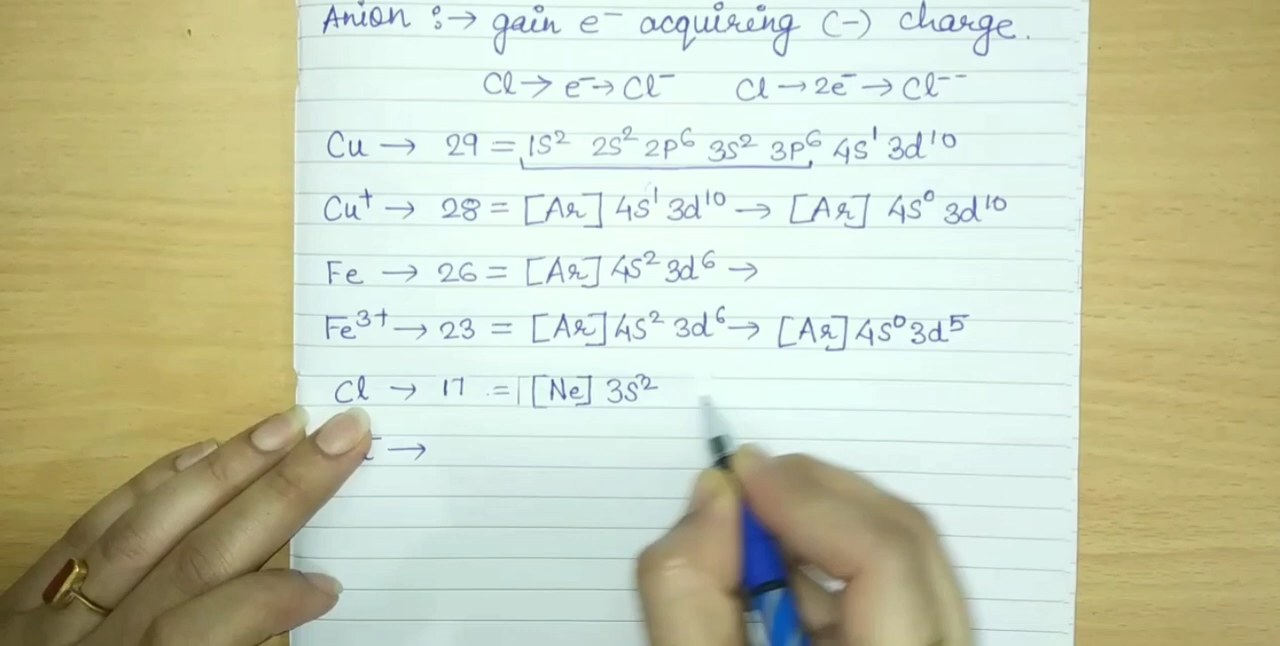 Anion :→ gain e⁻ acquiring (-) charge.
Cl → e⁻→ Cl⁻ Cl → 2e⁻ → Cl⁻⁻
Cu → 29 = 1S² 2S² 2P⁶ 3S² 3P⁶ 4S¹ 3d¹⁰
Cu⁺ → 28 = [Ar] 4S¹ 3d¹⁰ → [Ar] 4S⁰ 3d¹⁰
Fe → 26 = [Ar] 4S² 3d⁶ →
Fe³⁺ → 23 = [Ar] 4S² 3d⁶ → [Ar] 4S⁰ 3d⁵
Cl → 17 = [Ne] 3S²
→